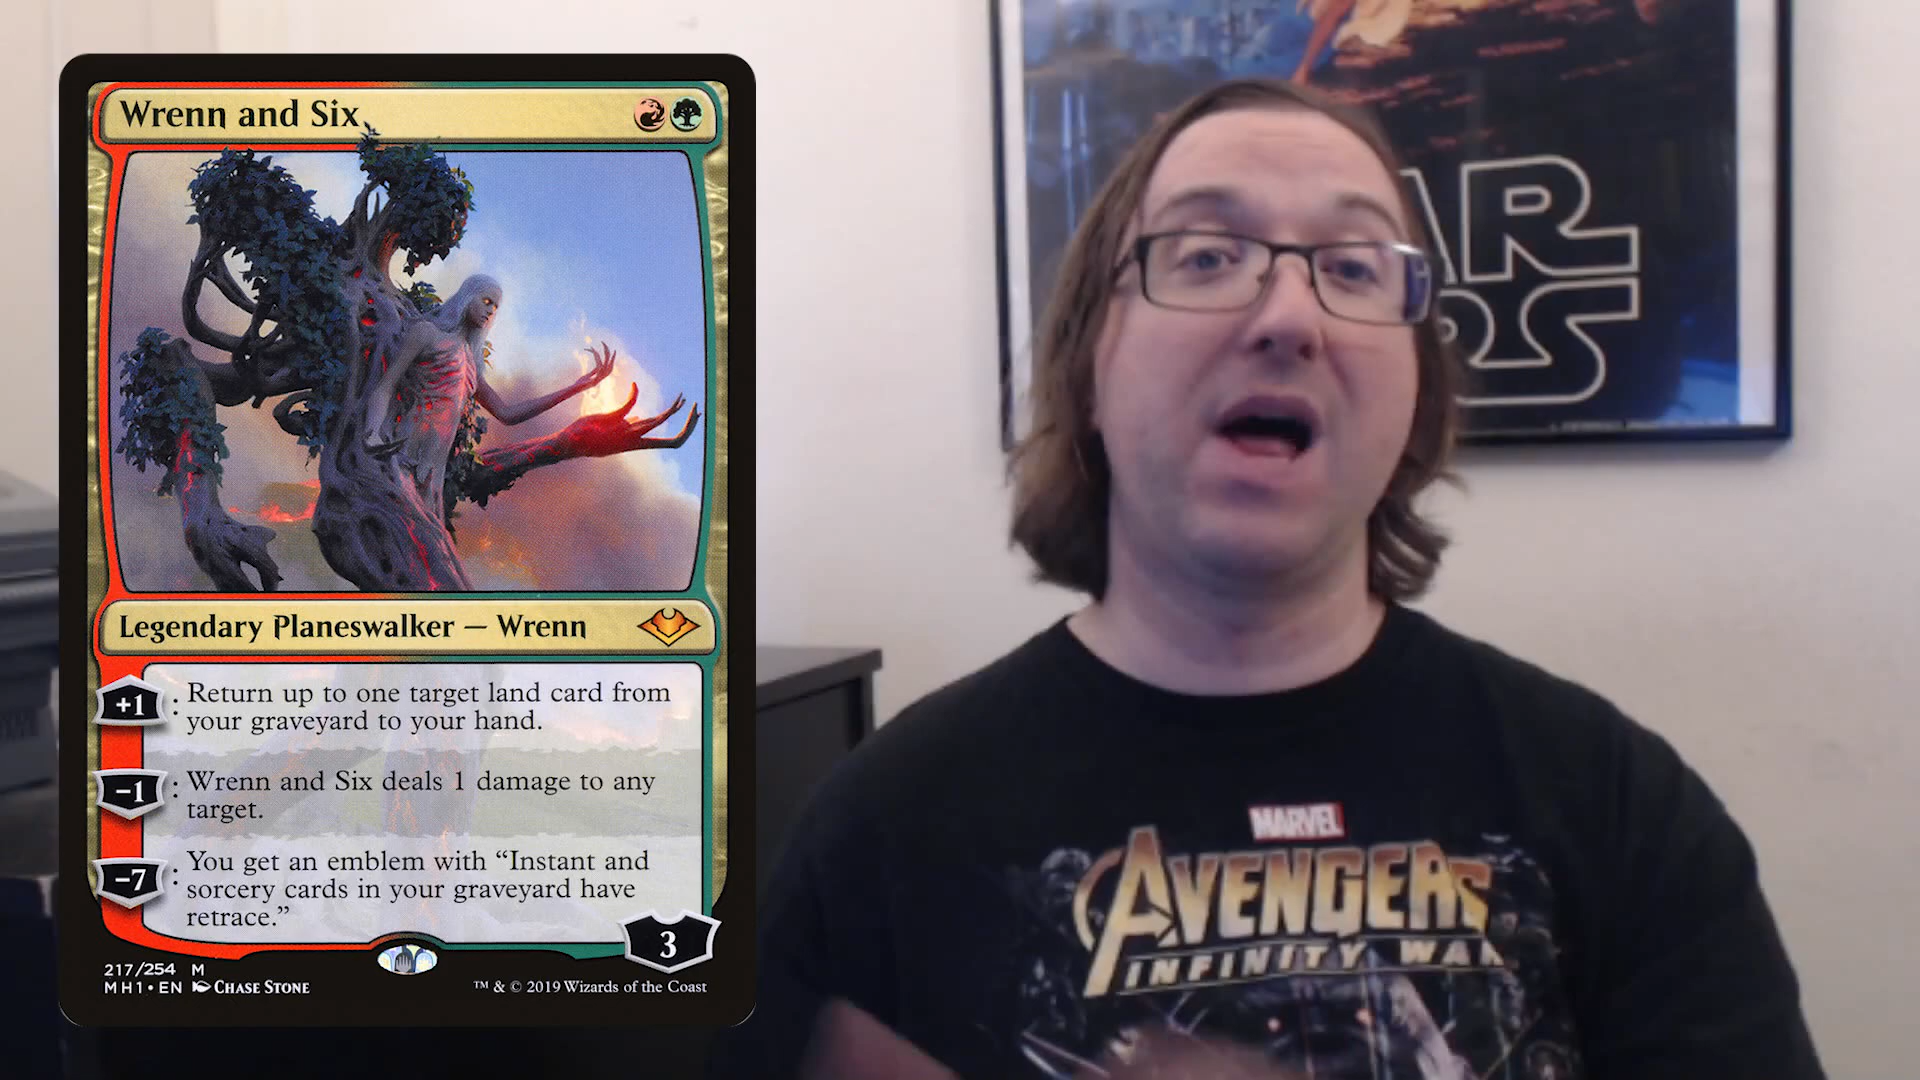 Wrenn and Six
Legendary Planeswalker — Wrenn
+1: Return up to one target land card from
your graveyard to your hand.
−1: Wrenn and Six deals 1 damage to any
target.
−7: You get an emblem with “Instant and
sorcery cards in your graveyard have
retrace.”
3
217/254 M
MH1 • EN CHASE STONE
™ & © 2019 Wizards of the Coast
AR
RS
MARVEL
AVENGERS
INFINITY WAR